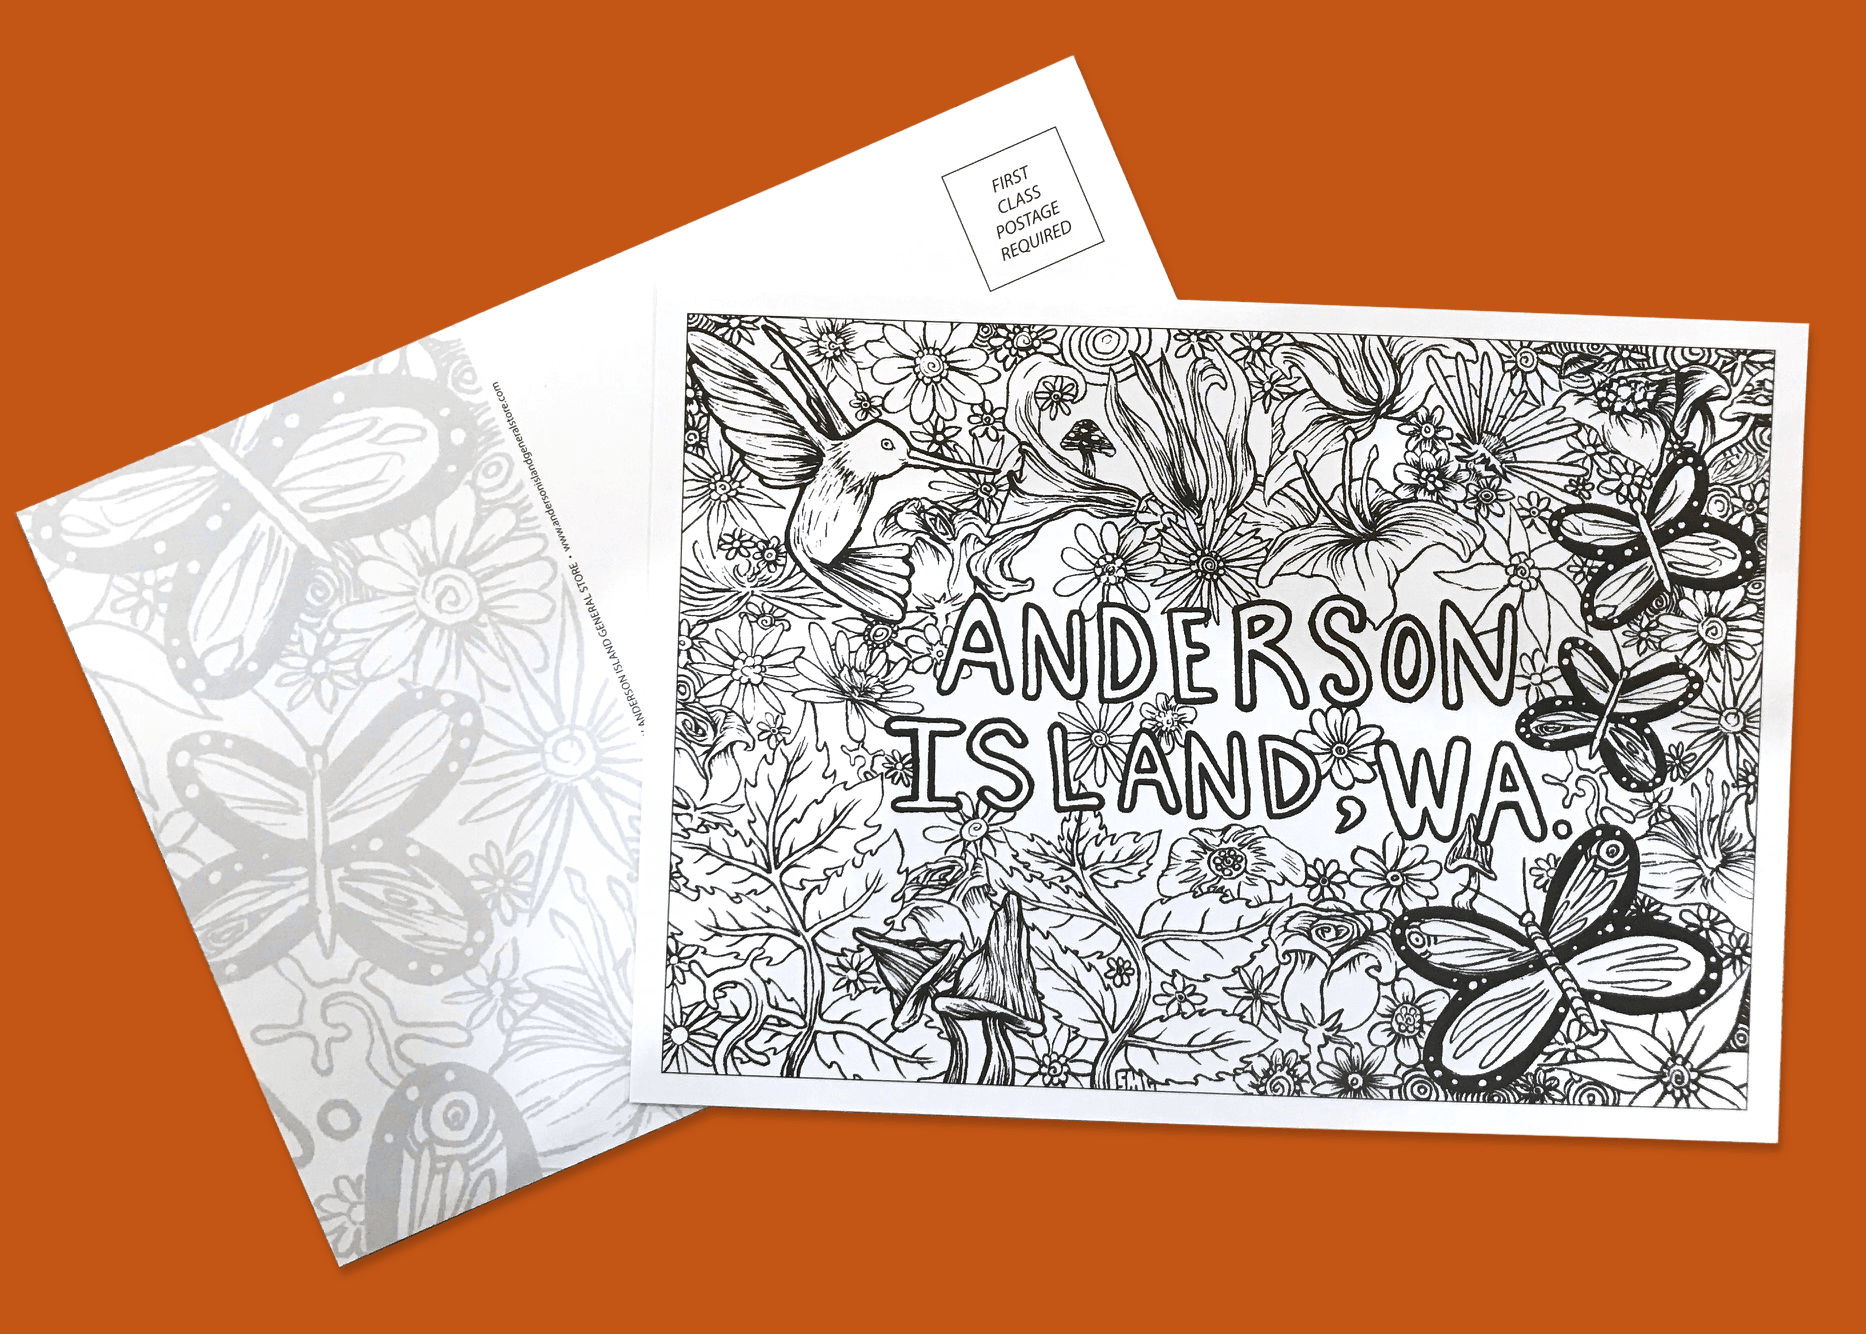 FIRST
CLASS
POSTAGE
REQUIRED
ANDERSON ISLAND GENERAL STORE • www.andersonislandgeneralstore.com
ANDERSON
ISLAND, WA.